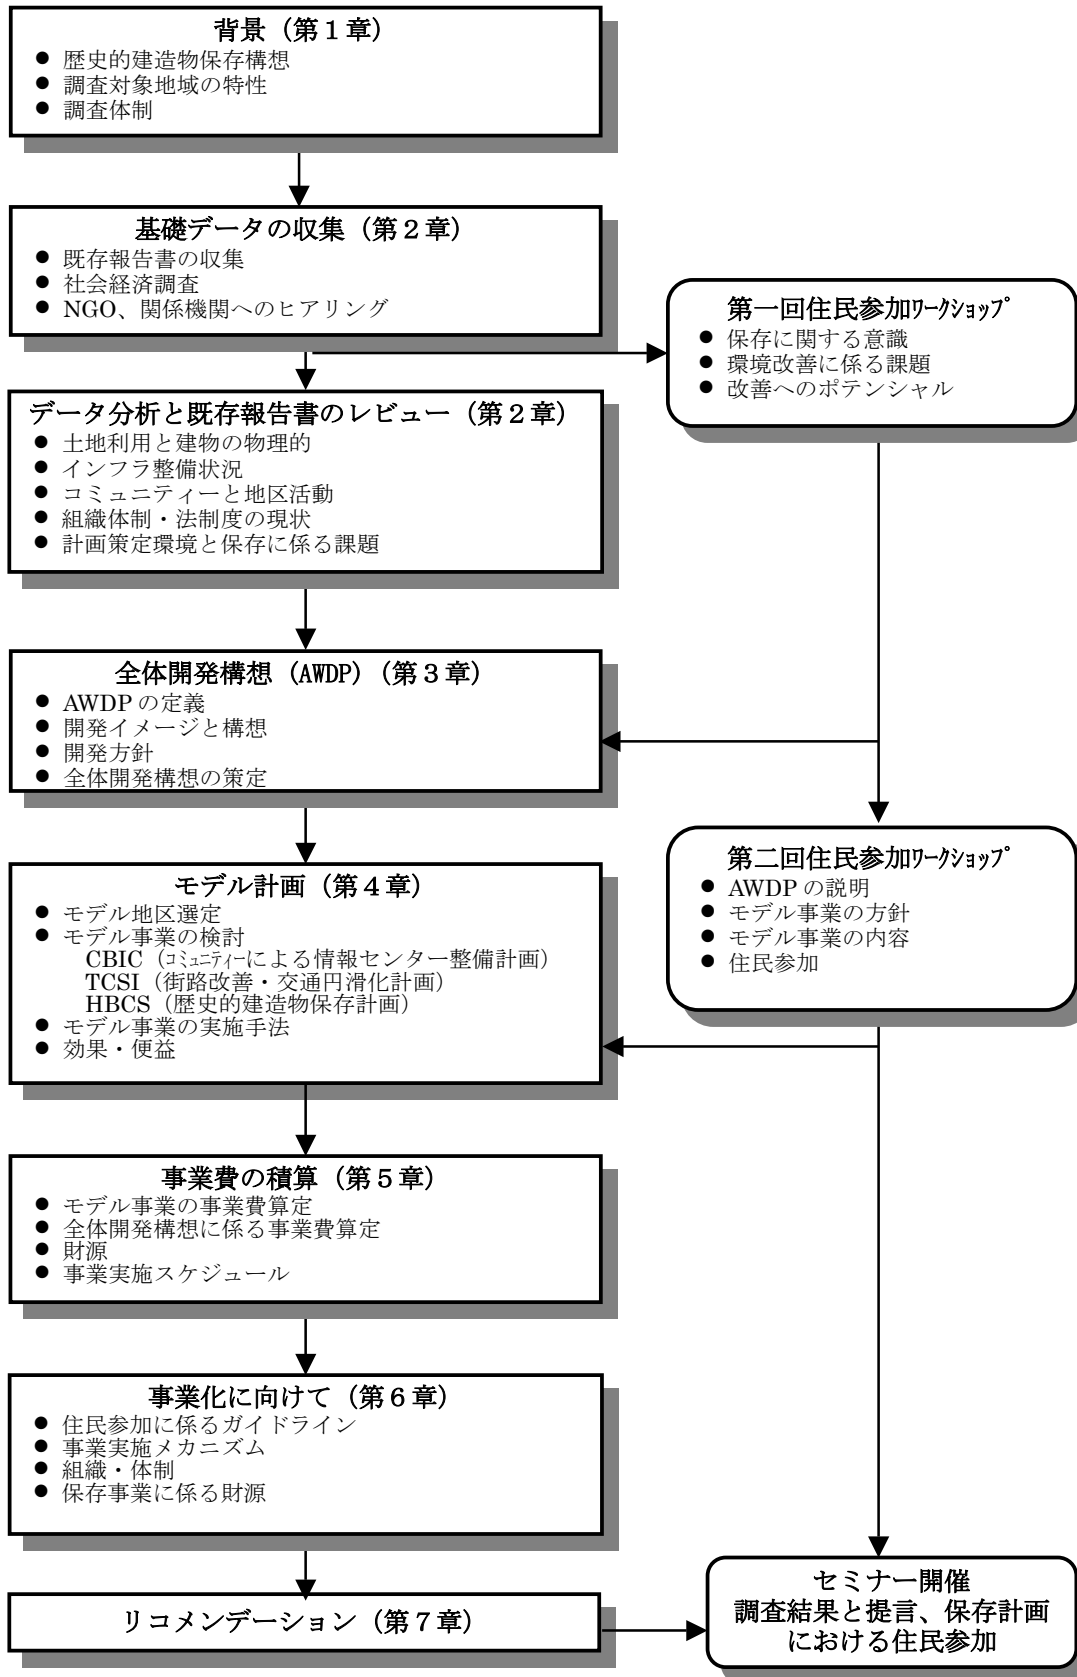 背景（第１章）
● 歴史的建造物保存構想
● 調査対象地域の特性
● 調査体制
基礎データの収集（第２章）
● 既存報告書の収集
● 社会経済調査
● NGO、関係機関へのヒアリング
第一回住民参加ﾜｰｸｼｮｯﾌﾟ
● 保存に関する意識
● 環境改善に係る課題
● 改善へのポテンシャル
データ分析と既存報告書のレビュー（第２章）
● 土地利用と建物の物理的
● インフラ整備状況
● コミュニティーと地区活動
● 組織体制・法制度の現状
● 計画策定環境と保存に係る課題
全体開発構想（AWDP）（第３章）
● AWDP の定義
● 開発イメージと構想
● 開発方針
● 全体開発構想の策定
第二回住民参加ﾜｰｸｼｮｯﾌﾟ
● AWDP の説明
● モデル事業の方針
● モデル事業の内容
● 住民参加
モデル計画（第４章）
● モデル地区選定
● モデル事業の検討
CBIC（ｺﾐｭﾆﾃｨｰによる情報センター整備計画）
TCSI（街路改善・交通円滑化計画）
HBCS（歴史的建造物保存計画）
● モデル事業の実施手法
● 効果・便益
事業費の積算（第５章）
● モデル事業の事業費算定
● 全体開発構想に係る事業費算定
● 財源
● 事業実施スケジュール
事業化に向けて（第６章）
● 住民参加に係るガイドライン
● 事業実施メカニズム
● 組織・体制
● 保存事業に係る財源
リコメンデーション（第７章）
セミナー開催
調査結果と提言、保存計画
における住民参加